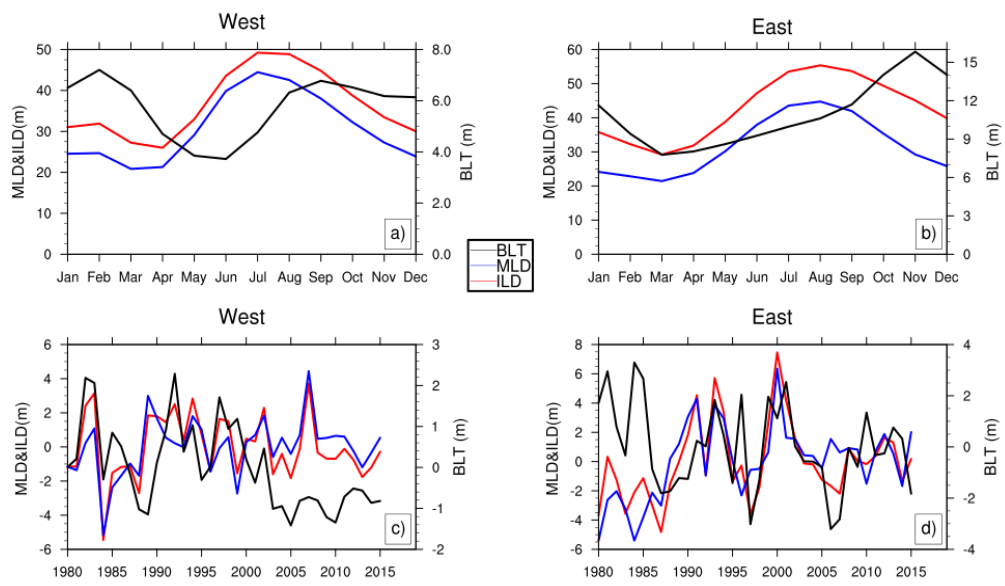 West
East
50
40
30
20
10
0
MLD&ILD(m)
8.0
6.0
4.0
2.0
0.0
BLT (m)
a)
Jan Feb Mar Apr May Jun Jul Aug Sep Oct Nov Dec
60
50
40
30
20
10
0
MLD&ILD(m)
15
12
9
6
3
0
BLT (m)
b)
Jan Feb Mar Apr May Jun Jul Aug Sep Oct Nov Dec
BLT
MLD
ILD
West
East
6
4
2
0
-2
-4
-6
MLD&ILD(m)
3
2
1
0
-1
-2
BLT (m)
c)
1980 1985 1990 1995 2000 2005 2010 2015
8
6
4
2
0
-2
-4
-6
MLD&ILD(m)
4
2
0
-2
-4
BLT (m)
d)
1980 1985 1990 1995 2000 2005 2010 2015